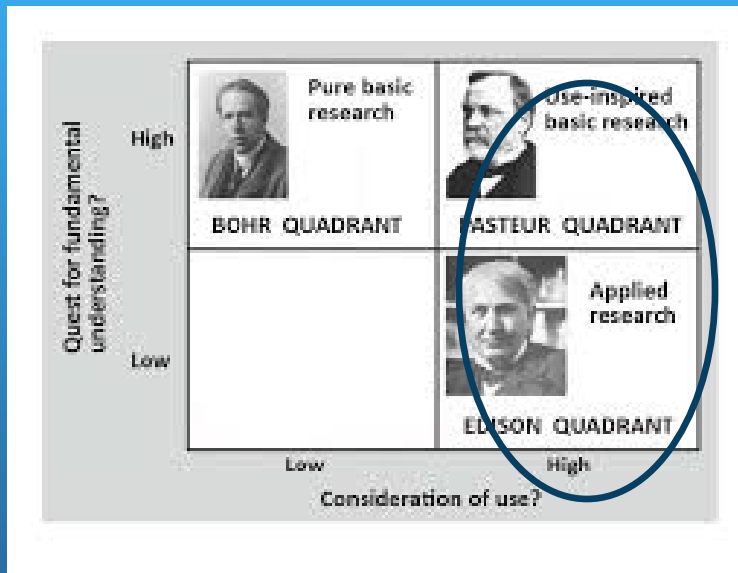 Quest for fundamental
understanding?
High
Low
Pure basic
research
BOHR QUADRANT
Use-inspired
basic research
PASTEUR QUADRANT
Applied
research
EDISON QUADRANT
Low
High
Consideration of use?